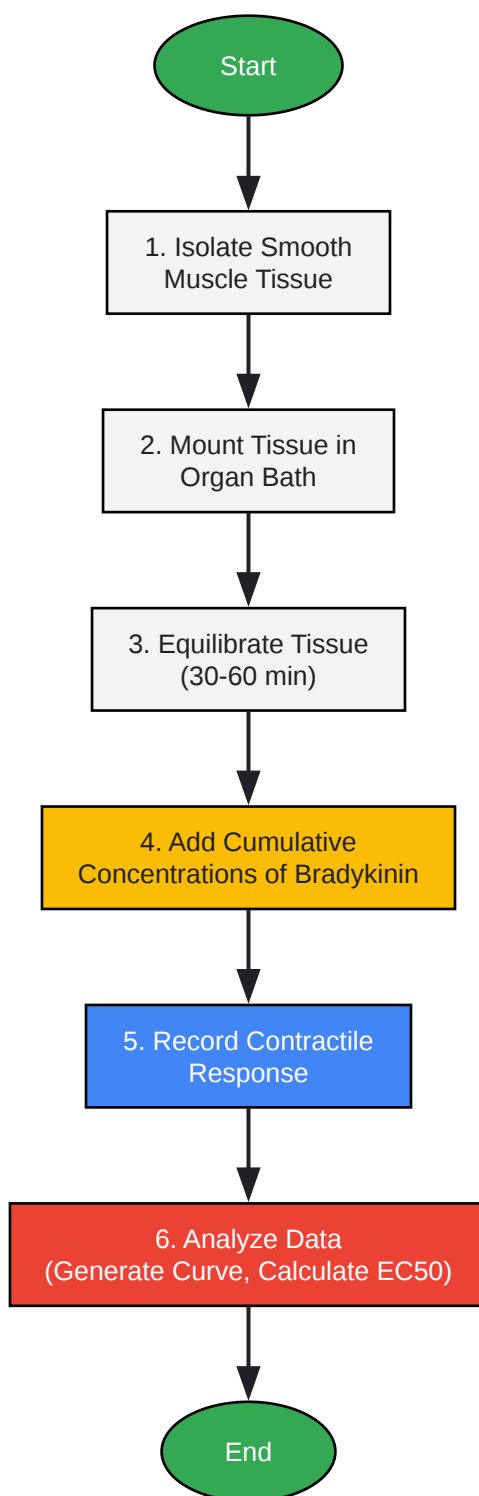 Start
1. Isolate Smooth
Muscle Tissue
2. Mount Tissue in
Organ Bath
3. Equilibrate Tissue
(30-60 min)
4. Add Cumulative
Concentrations of Bradykinin
5. Record Contractile
Response
6. Analyze Data
(Generate Curve, Calculate EC50)
End